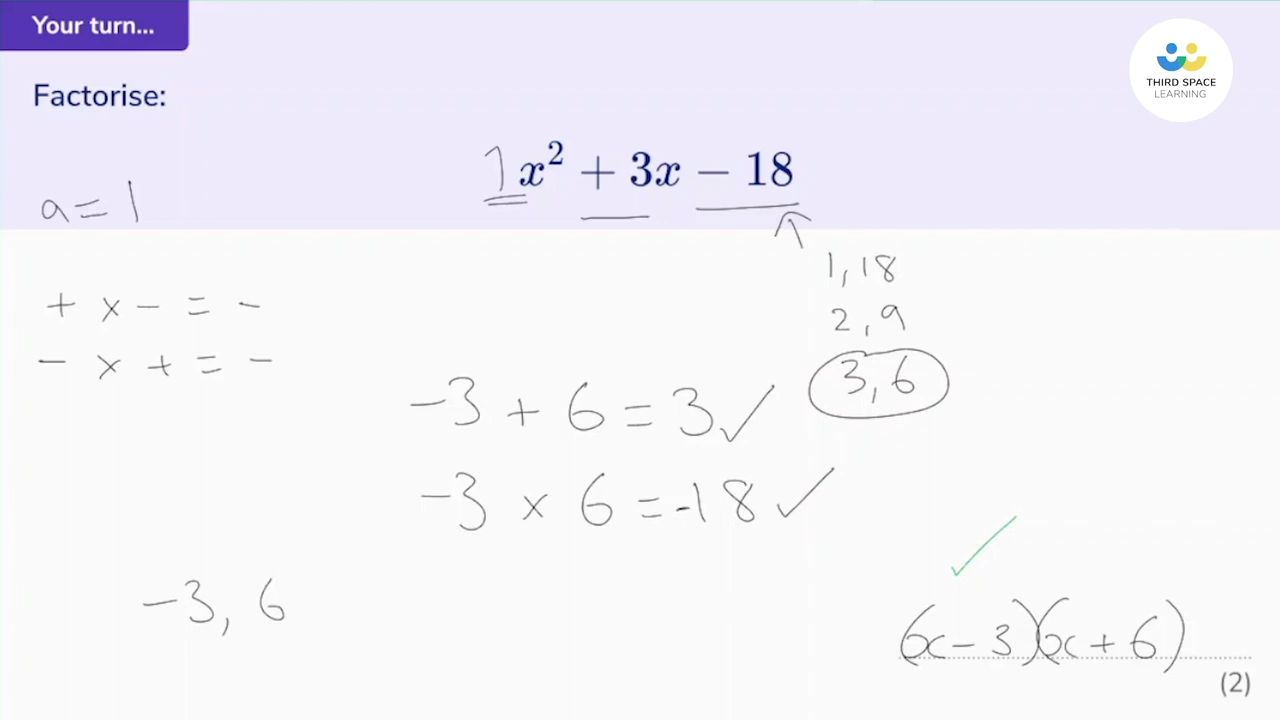 Your turn...
THIRD SPACE
LEARNING
Factorise:
1x² + 3x − 18
a = 1
1, 18
+ × − = −
2, 9
− × + = −
3, 6
−3 + 6 = 3 ✓
−3 × 6 = -18 ✓
✓
−3, 6
(x − 3)(x + 6)
(2)